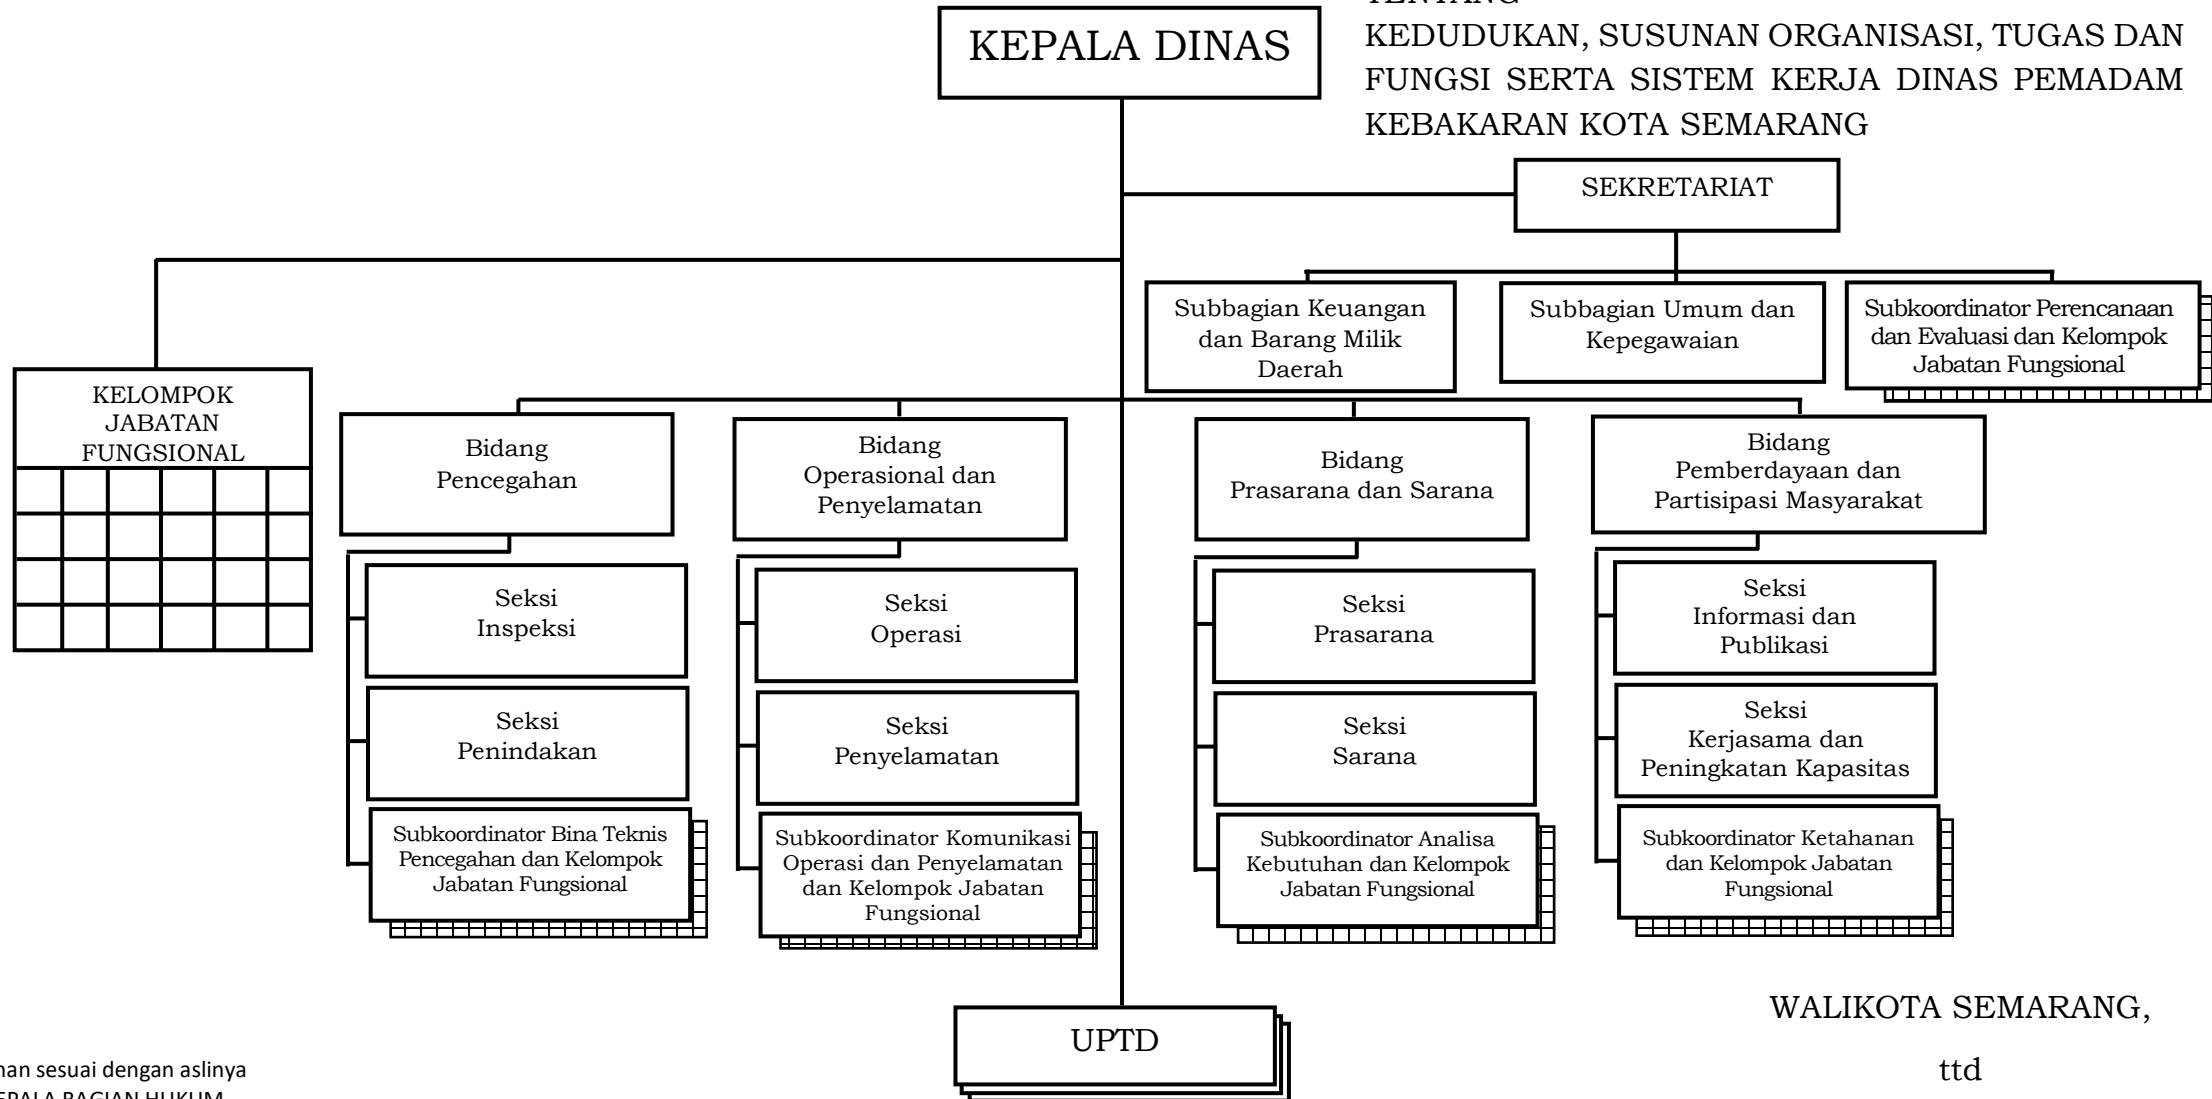 TENTANG
KEPALA DINAS
KEDUDUKAN, SUSUNAN ORGANISASI, TUGAS DAN
FUNGSI SERTA SISTEM KERJA DINAS PEMADAM
KEBAKARAN KOTA SEMARANG
SEKRETARIAT
Subbagian Keuangan
dan Barang Milik
Daerah
Subbagian Umum dan
Kepegawaian
Subkoordinator Perencanaan
dan Evaluasi dan Kelompok
Jabatan Fungsional
KELOMPOK
JABATAN
FUNGSIONAL
Bidang
Pencegahan
Bidang
Operasional dan
Penyelamatan
Bidang
Prasarana dan Sarana
Bidang
Pemberdayaan dan
Partisipasi Masyarakat
Seksi
Inspeksi
Seksi
Operasi
Seksi
Prasarana
Seksi
Informasi dan
Publikasi
Seksi
Penindakan
Seksi
Penyelamatan
Seksi
Sarana
Seksi
Kerjasama dan
Peningkatan Kapasitas
Subkoordinator Bina Teknis
Pencegahan dan Kelompok
Jabatan Fungsional
Subkoordinator Komunikasi
Operasi dan Penyelamatan
dan Kelompok Jabatan
Fungsional
Subkoordinator Analisa
Kebutuhan dan Kelompok
Jabatan Fungsional
Subkoordinator Ketahanan
dan Kelompok Jabatan
Fungsional
UPTD
WALIKOTA SEMARANG,
ttd
sesuai dengan aslinya
BAGIAN HUKUM